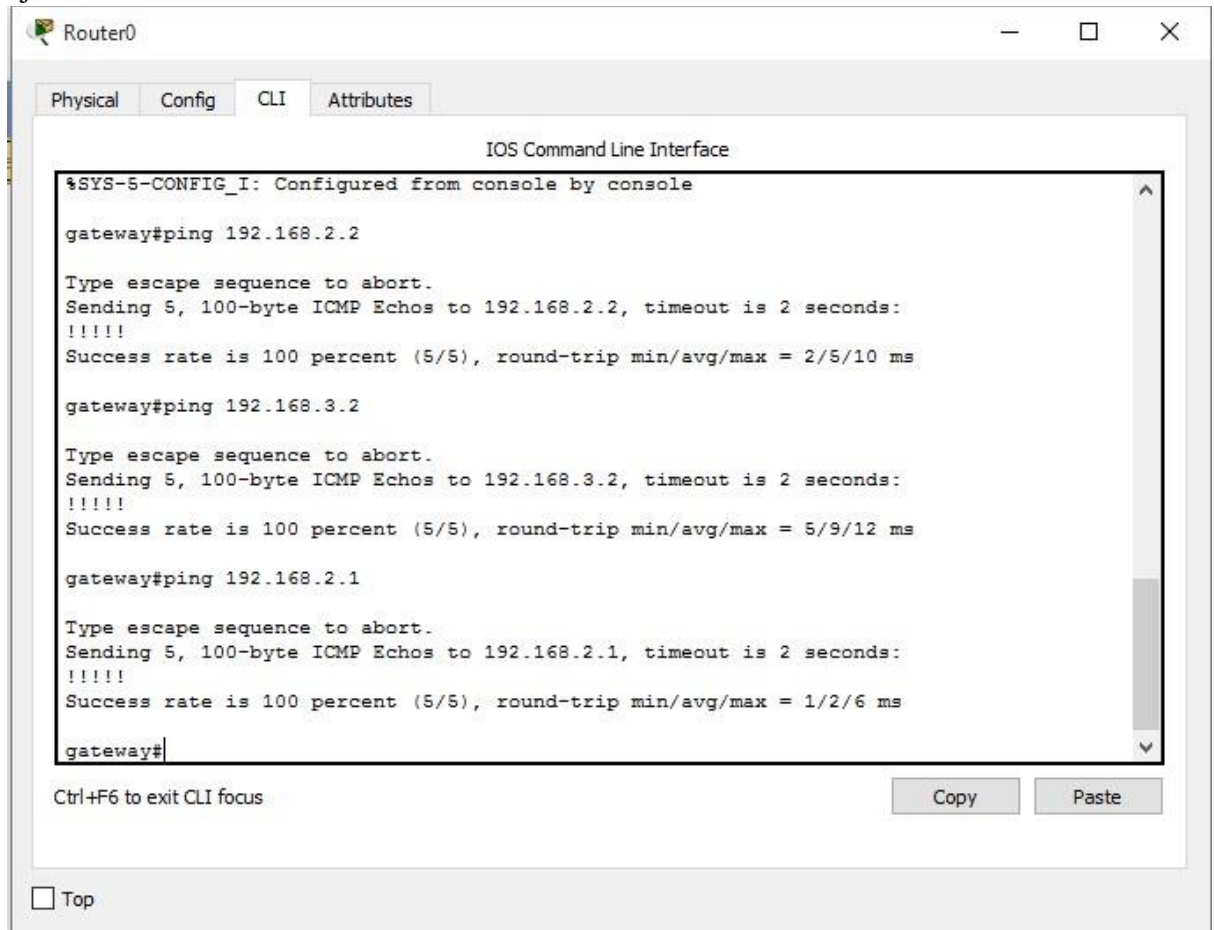 Router0
Physical Config CLI Attributes
IOS Command Line Interface
%SYS-5-CONFIG_I: Configured from console by console
gateway#ping 192.168.2.2
Type escape sequence to abort.
Sending 5, 100-byte ICMP Echos to 192.168.2.2, timeout is 2 seconds:
!!!!!
Success rate is 100 percent (5/5), round-trip min/avg/max = 2/5/10 ms
gateway#ping 192.168.3.2
Type escape sequence to abort.
Sending 5, 100-byte ICMP Echos to 192.168.3.2, timeout is 2 seconds:
!!!!!
Success rate is 100 percent (5/5), round-trip min/avg/max = 5/9/12 ms
gateway#ping 192.168.2.1
Type escape sequence to abort.
Sending 5, 100-byte ICMP Echos to 192.168.2.1, timeout is 2 seconds:
!!!!!
Success rate is 100 percent (5/5), round-trip min/avg/max = 1/2/6 ms
gateway#
Ctrl+F6 to exit CLI focus Copy Paste
Top